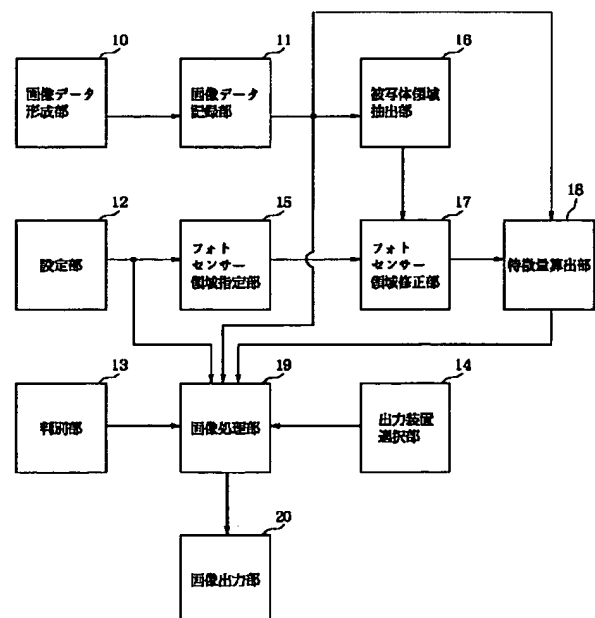 10
11
16
画像データ
形成部
画像データ
記録部
被写体領域
抽出部
12
15
17
18
設定部
フォト
センサー
領域指定部
フォト
センサー
領域修正部
特徴量算出部
13
19
14
判別部
画像処理部
出力装置
選択部
20
画像出力部